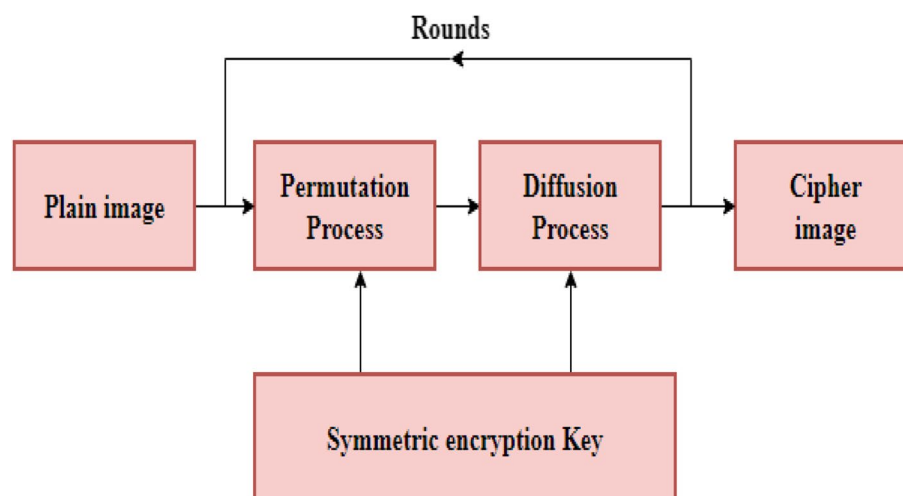 Rounds
Plain image
Permutation
Process
Diffusion
Process
Cipher
image
Symmetric encryption Key